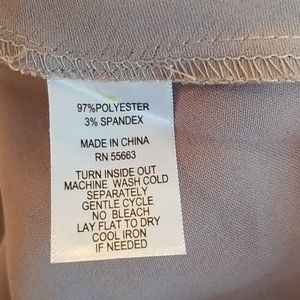 97%POLYESTER
3% SPANDEX
MADE IN CHINA
RN 55663
TURN INSIDE OUT
MACHINE WASH COLD
SEPARATELY
GENTLE CYCLE
NO BLEACH
LAY FLAT TO DRY
COOL IRON
IF NEEDED